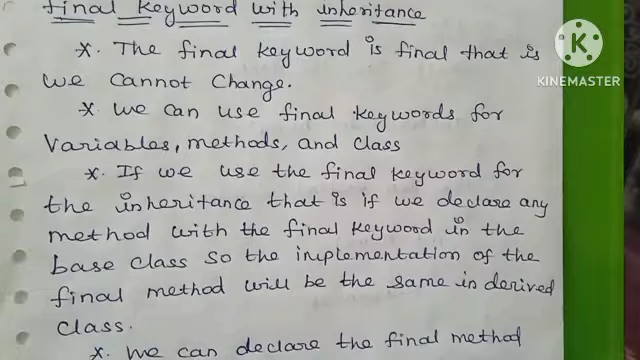 final keyword with inheritance
* The final keyword is final that is
we cannot change.
* we can use final keywords for
variables, methods, and class
* If we use the final keyword for
the inheritance that is if we declare any
method with the final keyword in the
base class so the implementation of the
final method will be the same in derived
class.
* we can declare the final method
KINEMASTER